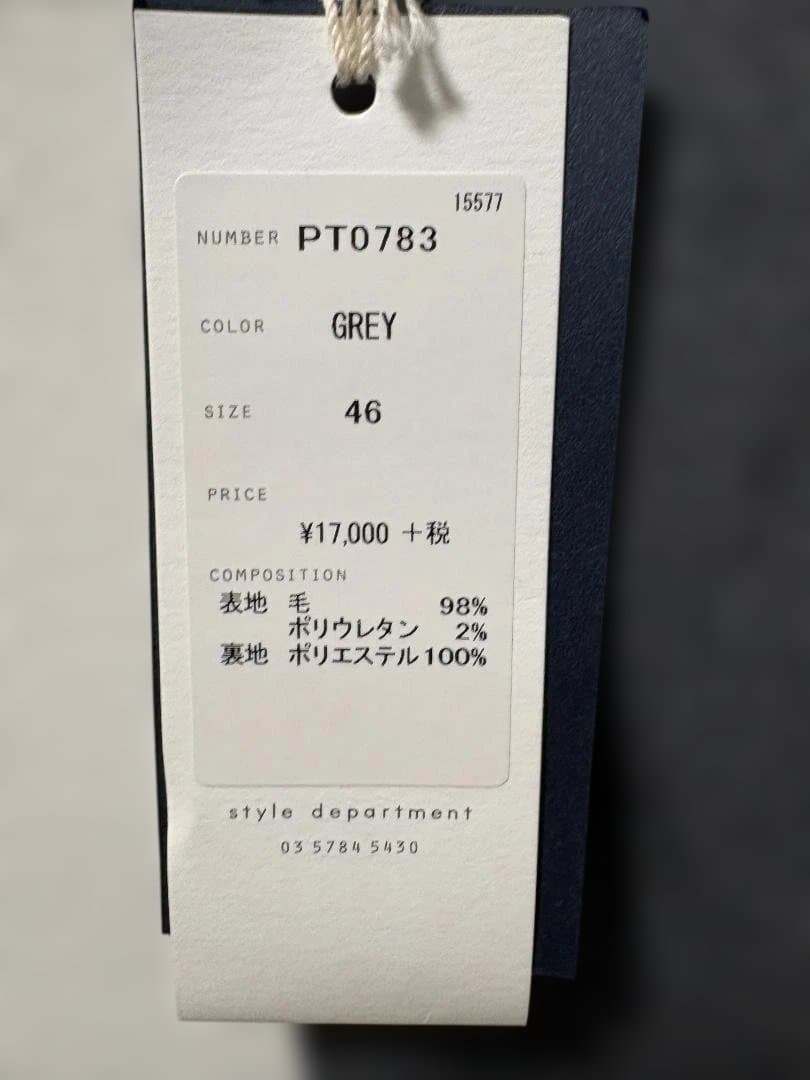 15577
NUMBER PT0783
COLOR GREY
SIZE 46
PRICE
¥17,000 +税
COMPOSITION
表地 毛 98%
ポリウレタン 2%
裏地 ポリエステル100%
style department
03 5784 5430